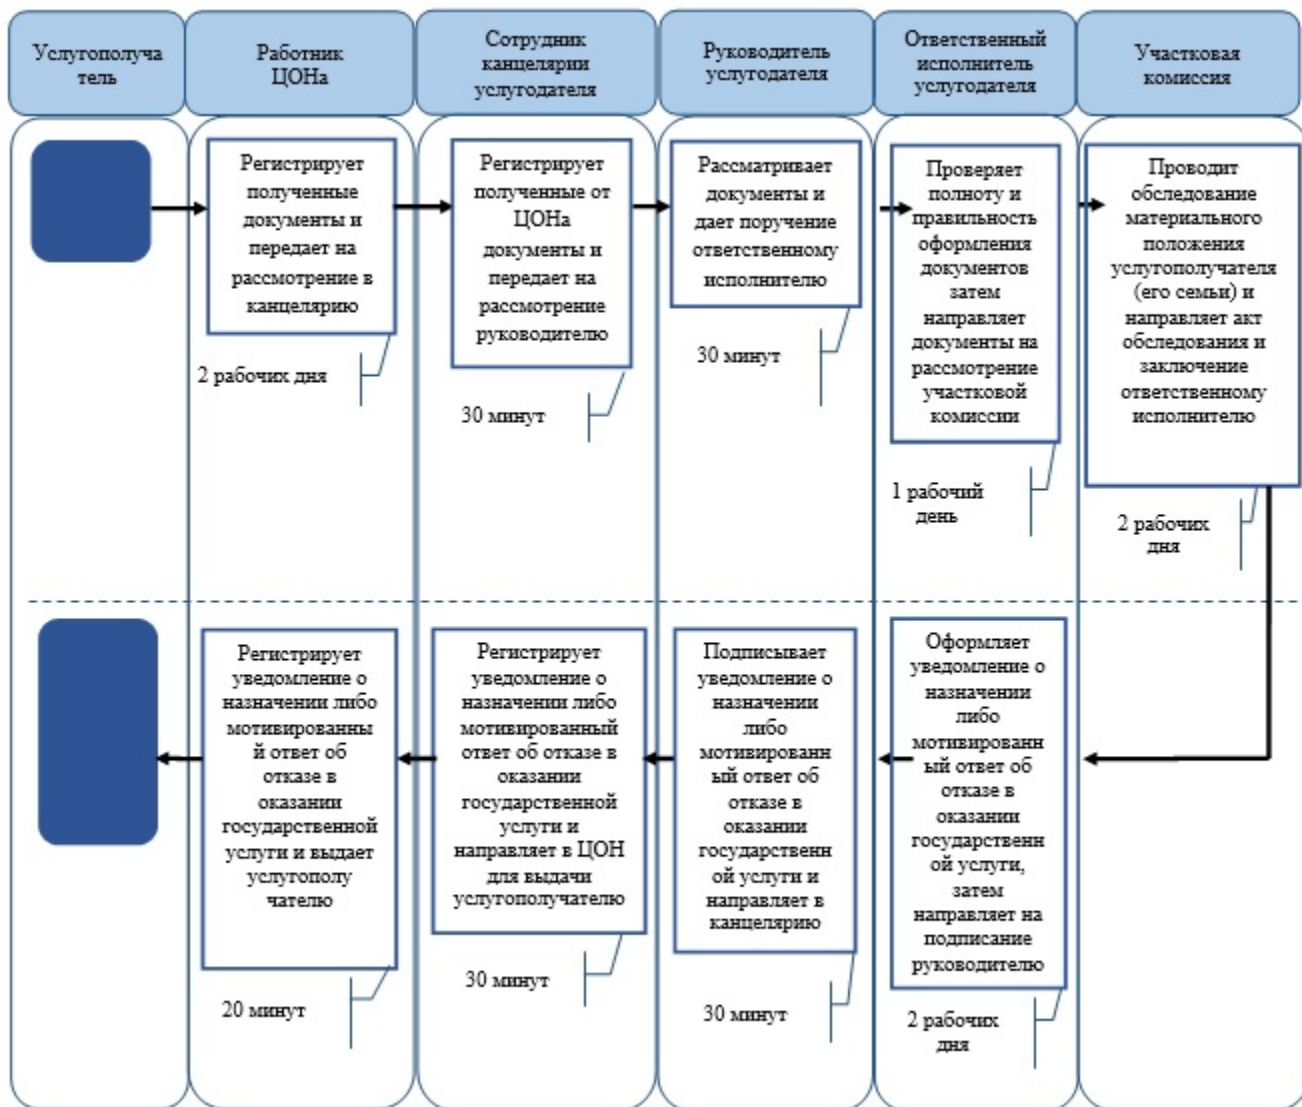 Услугополуча
тель
Работник
ЦОНа
Сотрудник
канцелярии
услугодателя
Руководитель
услугодателя
Ответственный
исполнитель
услугодателя
Участковая
комиссия
Регистрирует
полученные
документы и
передает на
рассмотрение в
канцелярию
2 рабочих дня
Регистрирует
полученные от
ЦОНа
документы и
передает на
рассмотрение
руководителю
30 минут
Рассматривает
документы и
дает поручение
ответственному
исполнителю
30 минут
Проверяет
полноту и
правильность
оформления
документов
затем
направляет
документы на
рассмотрение
участковой
комиссии
1 рабочий
день
Проводит
обследование
материального
положения
услугополучателя
(его семьи) и
направляет акт
обследования и
заключение
ответственному
исполнителю
2 рабочих
дня
Регистрирует
уведомление о
назначении либо
мотивированны
й ответ об
отказе в
оказании
государственной
услуги и выдает
услугополу
чателю
20 минут
Регистрирует
уведомление о
назначении либо
мотивированный
ответ об отказе в
оказании
государственной
услуги и
направляет в ЦОН
для выдачи
услугополучателю
30 минут
Подписывает
уведомление о
назначении
либо
мотивированн
ый ответ об
отказе в
оказании
государственн
ой услуги и
направляет в
канцелярию
30 минут
Оформляет
уведомление о
назначении
либо
мотивированн
ый ответ об
отказе в
оказании
государственн
ой услуги,
затем
направляет на
подписание
руководителю
2 рабочих
дня